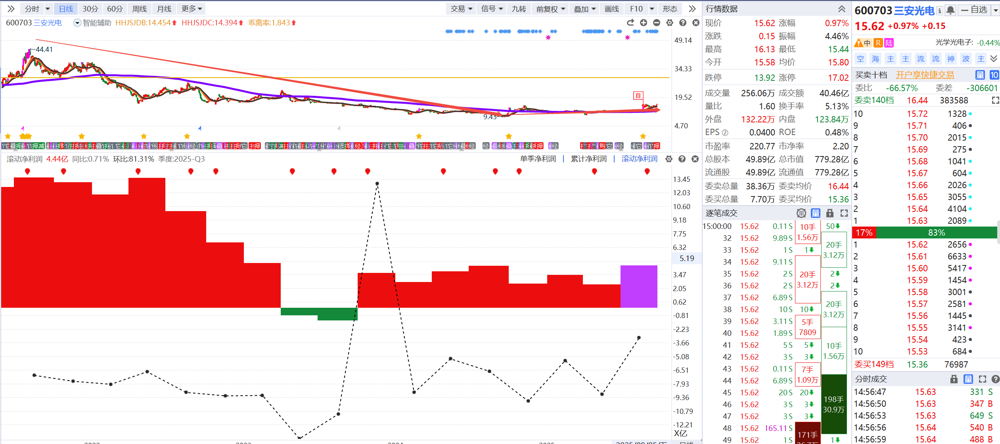 分时 日线 30分 60分 周线 月线 更多 交易 信号 九转 前复权 叠加 画线 F10 形态
600703 三安光电 智能辅助 HHJSJDB:14.454 HHJSJDC:14.394 乖离率:1.843
49.14
44.41
34.33
19.52
自
9.43
4.70
滚动净利润 4.44亿 同比:0.71% 环比:81.31% 季度:2025-Q3 单季净利润 累计净利润 滚动净利润
13.45
12.03
10.60
9.18
7.75
6.32
5.19
3.47
2.05
0.62
-0.81
-2.23
-3.66
-5.08
-6.51
-7.93
-9.36
-10.79
-12.21
X亿
行情数据
现价 15.62 涨幅 0.97%
涨跌 0.15 振幅 4.46%
最高 16.13 最低 15.44
今开 15.58 均价 15.80
跌停 13.92 涨停 17.02
成交量 256.06万 成交额 40.46亿
量比 1.60 换手率 5.13%
外盘 132.22万 内盘 123.84万
EPS ② 0.0400 ROE 0.48%
市盈率 220.77 市净率 2.20
总股本 49.89亿 总市值 779.28亿
流通股 49.89亿 流通值 779.28亿
委卖总量 38.36万 委卖均价 16.44
委买总量 7.70万 委买均价 15.36
逐笔成交 单 量
15:00:00 15.62 0.11 S
32 15.62 9.89 S
33 15.62 1 S
34 15.62 9.11 S
35 15.62 2 S
36 15.62 2 S
37 15.62 6.89 S
38 15.62 10 S
39 15.62 3.11 S
40 15.62 1.89 S
41 15.62 5 S
42 15.62 3 S
43 15.62 0.11 S
44 15.62 6.89 S
45 15.62 20 S
46 15.62 3 S
47 15.62 3 S
48 15.62 165.11 S
49 15.62 1 S
10手
1.56万
1
20手
3.12万
10
5手
7809
5
3
7手
1.09万
20
3
3
171手
50
20手
3.12万
2
2
20手
3.12万
10手
1.56万
198手
30.9万
1
600703 三安光电 自选
15.62 +0.97% +0.15
中 R 陆 光学光电子: -0.44%
空 海 主 主 流 流 神 波 主
买卖十档 开户享快捷交易 量 10
委比 -66.57% 委差 -306601
委卖140档 16.44 383588
10 15.72 1328
9 15.71 406
8 15.70 2015
7 15.69 275
6 15.68 1041
5 15.67 604
4 15.66 2026
3 15.65 3055
2 15.64 4104
1 15.63 2089
17% 83%
1 15.62 2656
2 15.61 6633
3 15.60 5417
4 15.59 1454
5 15.58 3001
6 15.57 2581
7 15.56 1445
8 15.55 3141
9 15.54 423
10 15.53 684
委买149档 15.36 76987
分时成交 量
14:56:47 15.63 331 S
14:56:50 15.63 347 B
14:56:53 15.63 649 S
14:56:56 15.64 540 B
14:56:59 15.64 488 B